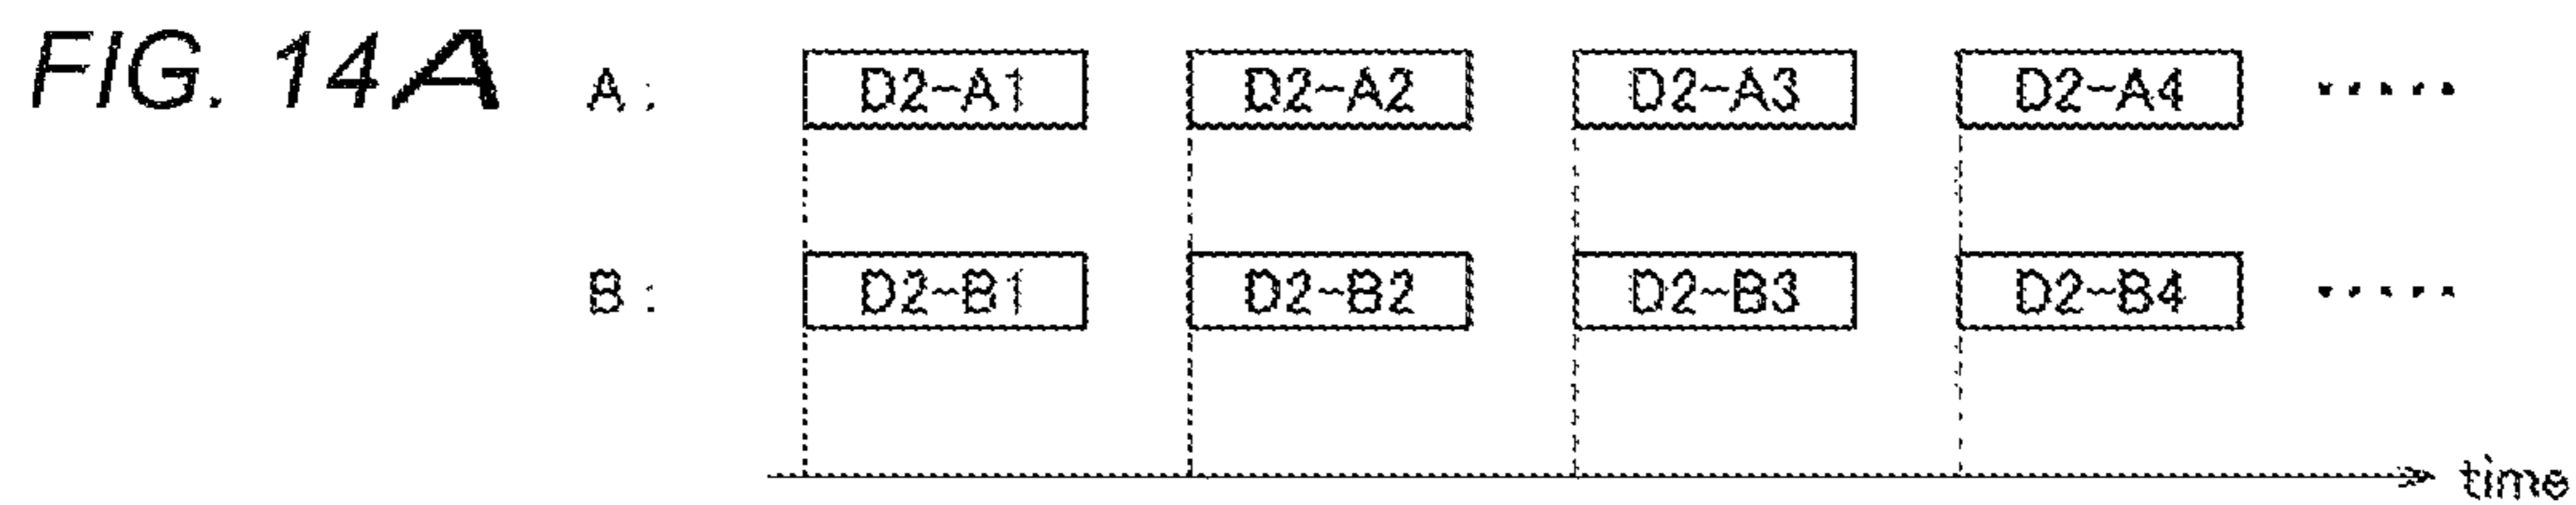 FIG. 14A
A: D2-A1 D2-A2 D2-A3 D2-A4 .....
B: D2-B1 D2-B2 D2-B3 D2-B4 .....
time